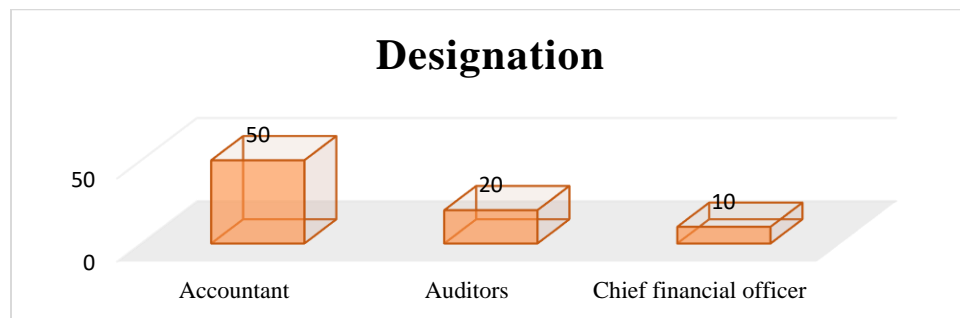 Designation
50
20
10
50
0
Accountant
Auditors
Chief financial officer